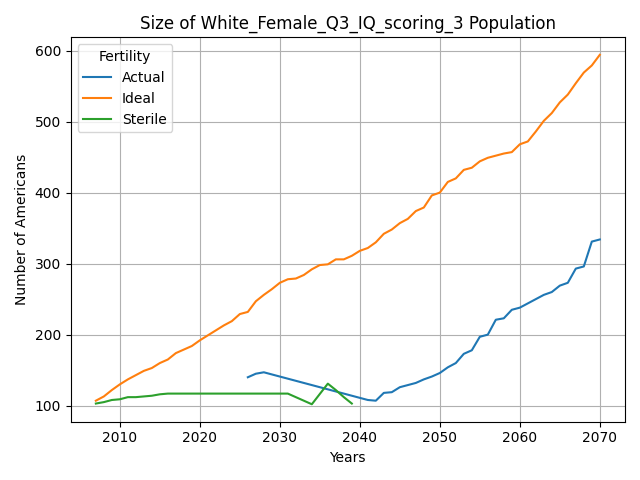 Size of White_Female_Q3_IQ_scoring_3 Population
Fertility
Actual
Ideal
Sterile
Number of Americans
600
500
400
300
200
100
2010 2020 2030 2040 2050 2060 2070
Years